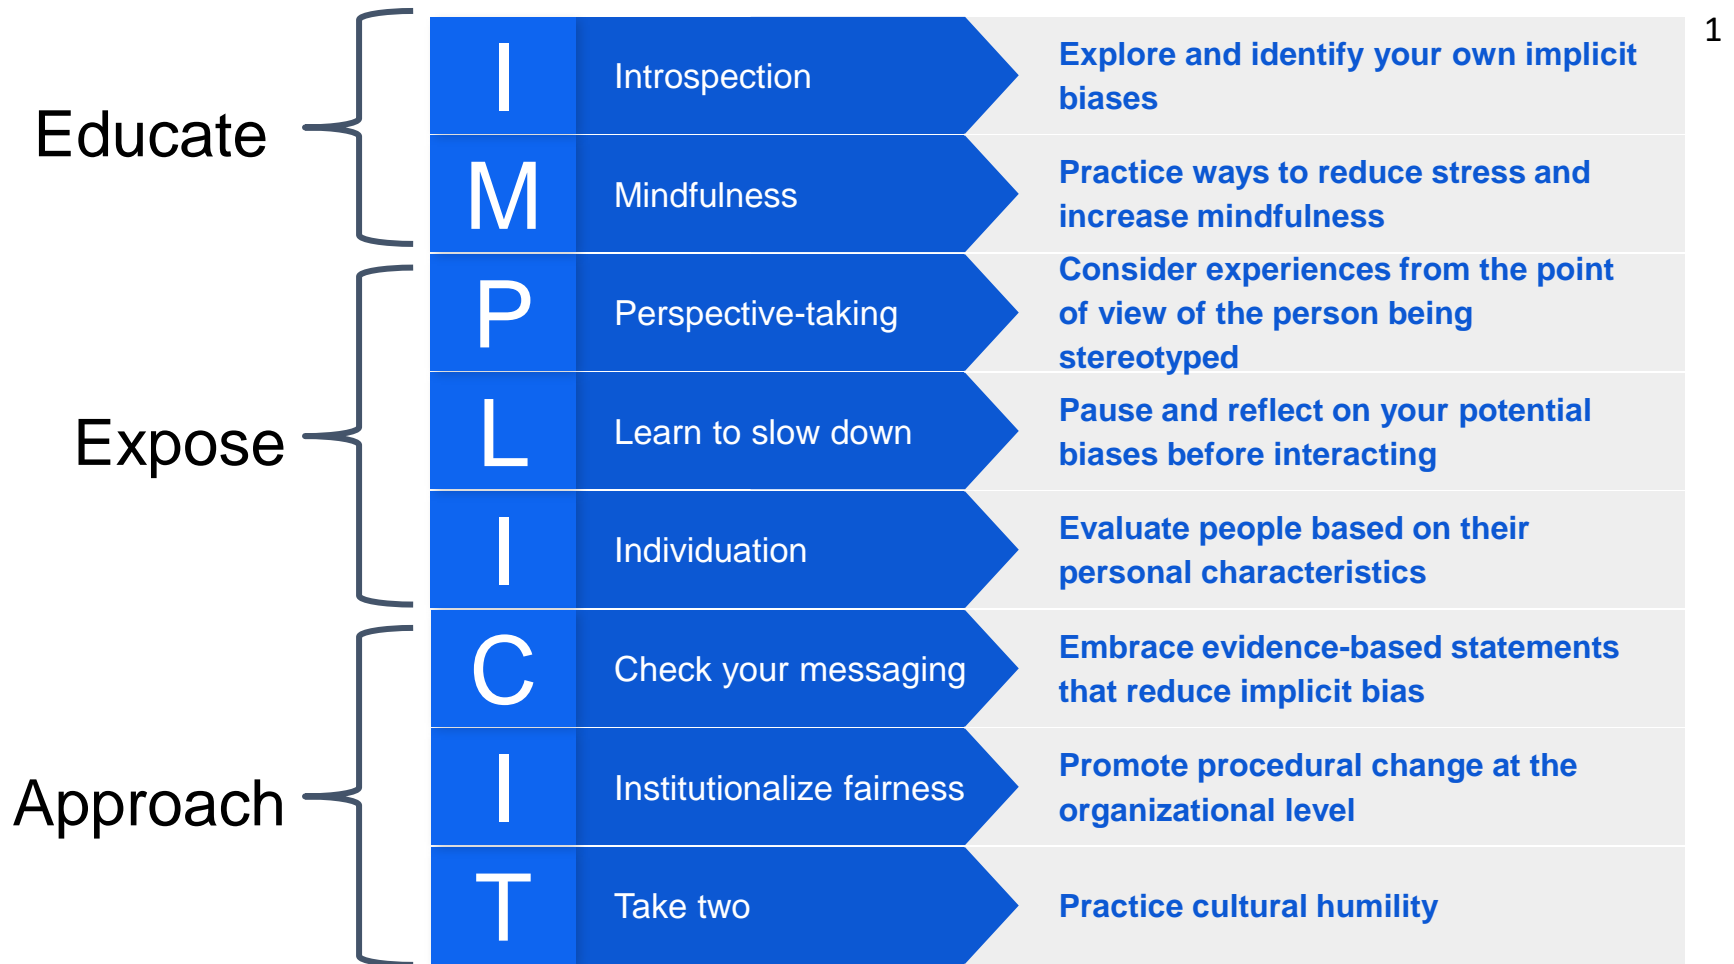 1
Educate
I
Introspection
Explore and identify your own implicit
biases
M
Mindfulness
Practice ways to reduce stress and
increase mindfulness
Expose
P
Perspective-taking
Consider experiences from the point
of view of the person being
stereotyped
L
Learn to slow down
Pause and reflect on your potential
biases before interacting
I
Individuation
Evaluate people based on their
personal characteristics
Approach
C
Check your messaging
Embrace evidence-based statements
that reduce implicit bias
I
Institutionalize fairness
Promote procedural change at the
organizational level
T
Take two
Practice cultural humility